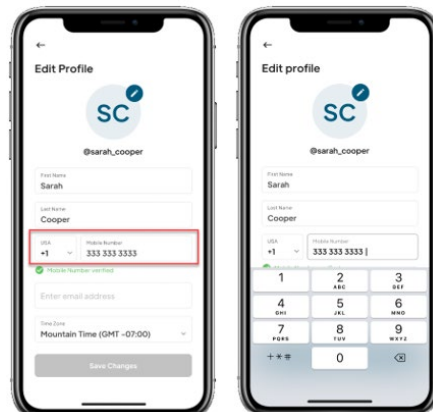 Edit Profile
SC
@sarah_cooper
First Name
Sarah
Last Name
Cooper
USA
+1
Mobile Number
333 333 3333
Mobile Number verified
Enter email address
Time Zone
Mountain Time (GMT -07:00)
Save Changes
Edit profile
SC
@sarah_cooper
First Name
Sarah
Last Name
Cooper
USA
+1
Mobile Number
333 333 3333
1
2
ABC
3
DEF
4
GHI
5
JKL
6
MNO
7
PQRS
8
TUV
9
WXYZ
+*#
0